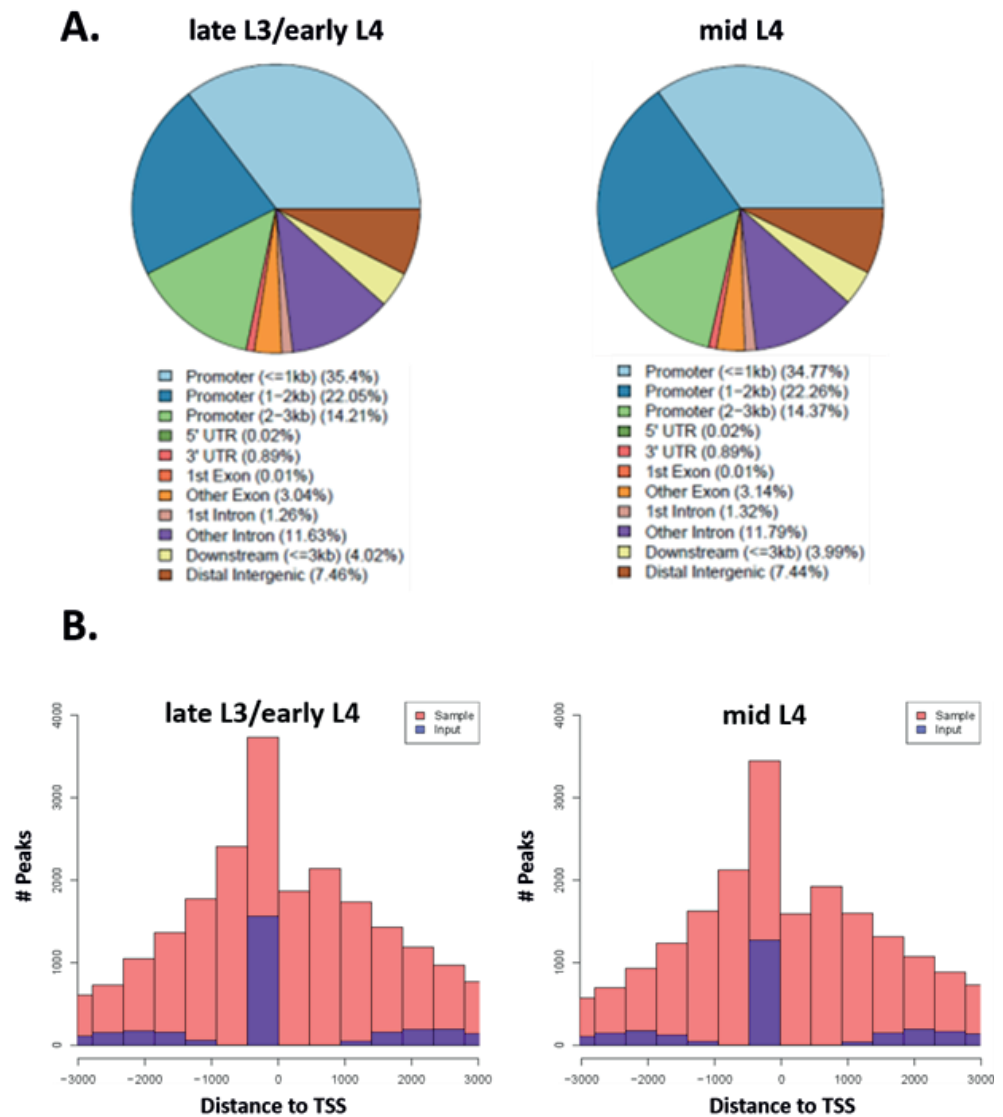 A.
late L3/early L4
mid L4
Promoter (<=1kb) (35.4%)
Promoter (1-2kb) (22.05%)
Promoter (2-3kb) (14.21%)
5' UTR (0.02%)
3' UTR (0.89%)
1st Exon (0.01%)
Other Exon (3.04%)
1st Intron (1.26%)
Other Intron (11.63%)
Downstream (<=3kb) (4.02%)
Distal Intergenic (7.46%)
Promoter (<=1kb) (34.77%)
Promoter (1-2kb) (22.26%)
Promoter (2-3kb) (14.37%)
5' UTR (0.02%)
3' UTR (0.89%)
1st Exon (0.01%)
Other Exon (3.14%)
1st Intron (1.32%)
Other Intron (11.79%)
Downstream (<=3kb) (3.99%)
Distal Intergenic (7.44%)
B.
late L3/early L4
Sample
Input
# Peaks
4000
3000
2000
1000
0
-3000 -2000 -1000 0 1000 2000 3000
Distance to TSS
mid L4
Sample
Input
# Peaks
4000
3000
2000
1000
0
-3000 -2000 -1000 0 1000 2000 3000
Distance to TSS